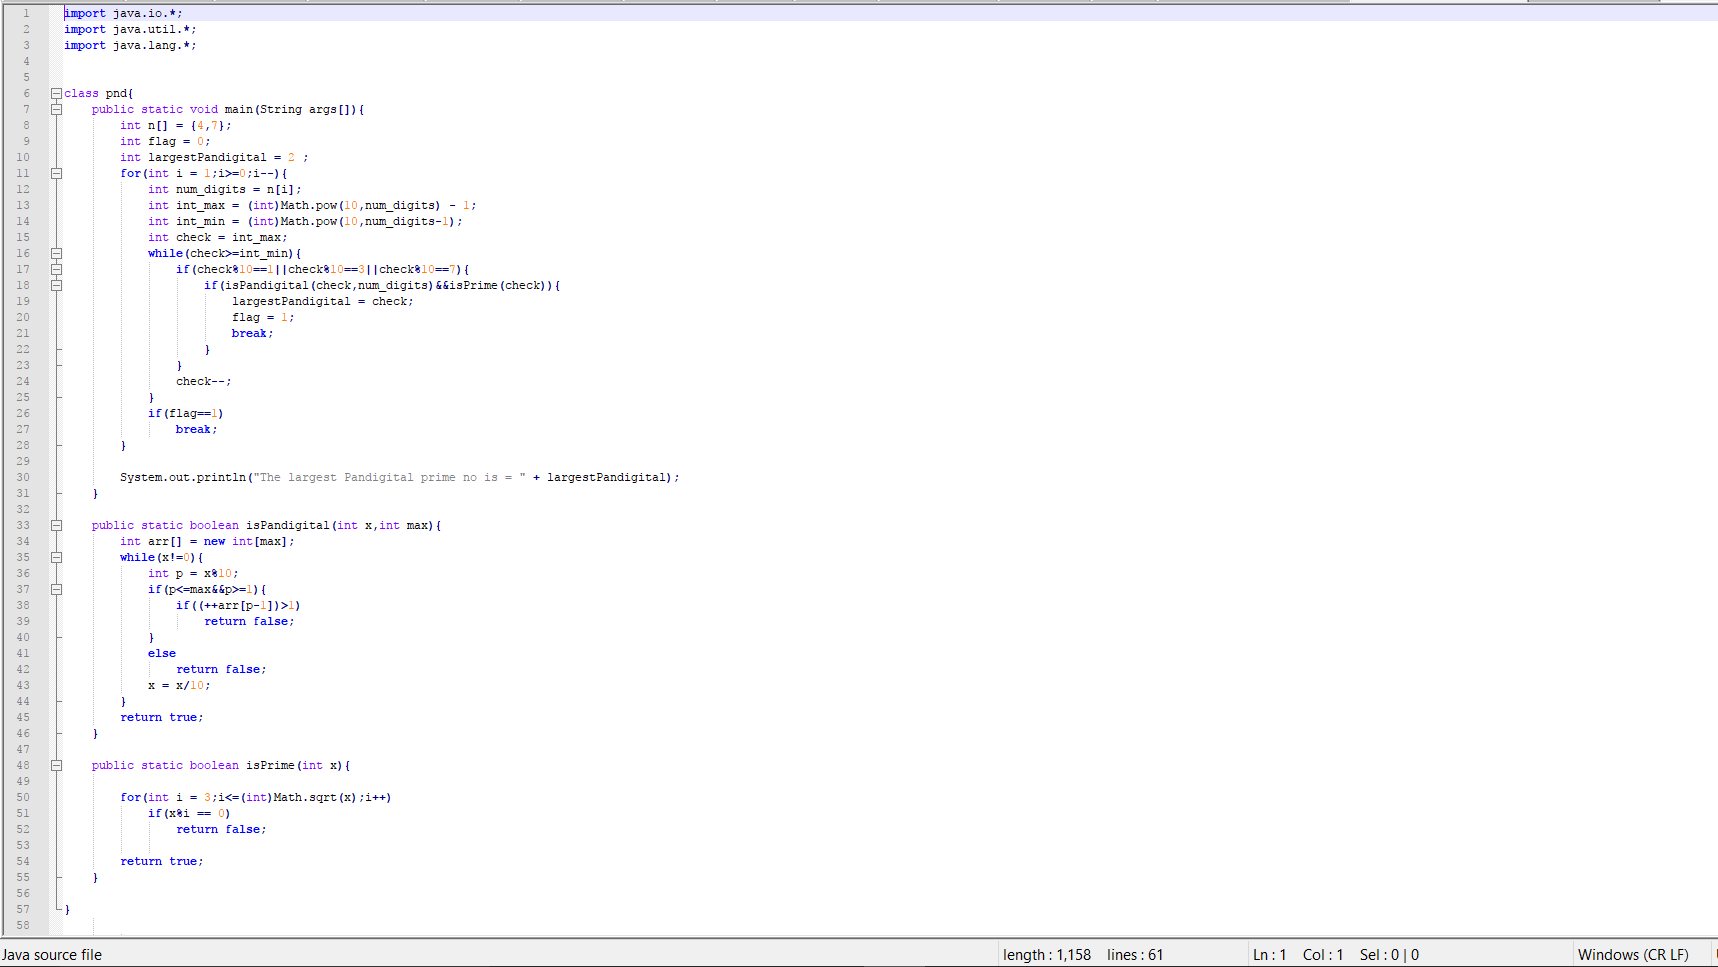 1 import java.io.*;
2 import java.util.*;
3 import java.lang.*;
4
5
6 class pnd{
7 public static void main(String args[]){
8 int n[] = {4,7};
9 int flag = 0;
10 int largestPandigital = 2 ;
11 for(int i = 1;i>=0;i--){
12 int num_digits = n[i];
13 int int_max = (int)Math.pow(10,num_digits) - 1;
14 int int_min = (int)Math.pow(10,num_digits-1);
15 int check = int_max;
16 while(check>=int_min){
17 if(check%10==1||check%10==3||check%10==7){
18 if(isPandigital(check,num_digits)&&isPrime(check)){
19 largestPandigital = check;
20 flag = 1;
21 break;
22 }
23 }
24 check--;
25 }
26 if(flag==1)
27 break;
28 }
29
30 System.out.println("The largest Pandigital prime no is = " + largestPandigital);
31 }
32
33 public static boolean isPandigital(int x,int max){
34 int arr[] = new int[max];
35 while(x!=0){
36 int p = x%10;
37 if(p<=max&&p>=1){
38 if((++arr[p-1])>1)
39 return false;
40 }
41 else
42 return false;
43 x = x/10;
44 }
45 return true;
46 }
47
48 public static boolean isPrime(int x){
49
50 for(int i = 3;i<=(int)Math.sqrt(x);i++)
51 if(x%i == 0)
52 return false;
53
54 return true;
55 }
56
57 }
58
Java source file length : 1,158 lines : 61 Ln : 1 Col : 1 Sel : 0 | 0 Windows (CR LF)